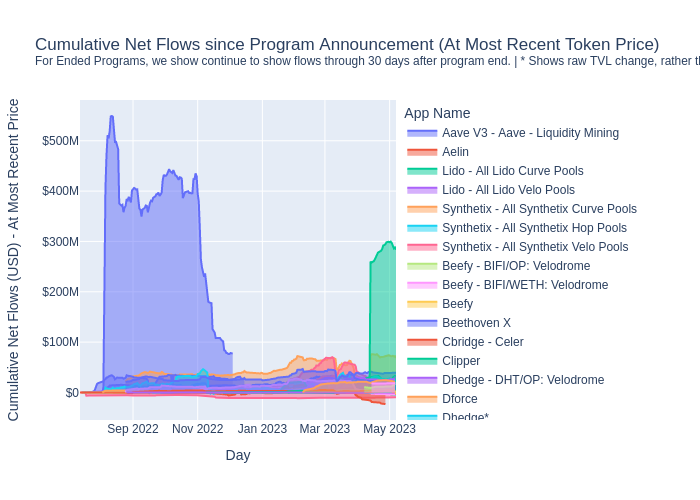 Cumulative Net Flows since Program Announcement (At Most Recent Token Price)
For Ended Programs, we show continue to show flows through 30 days after program end. | * Shows raw TVL change, rather
Cumulative Net Flows (USD) - At Most Recent Price
$500M
$400M
$300M
$200M
$100M
$0
Sep 2022
Nov 2022
Jan 2023
Mar 2023
May 2023
Day
App Name
Aave V3 - Aave - Liquidity Mining
Aelin
Lido - All Lido Curve Pools
Lido - All Lido Velo Pools
Synthetix - All Synthetix Curve Pools
Synthetix - All Synthetix Hop Pools
Synthetix - All Synthetix Velo Pools
Beefy - BIFI/OP: Velodrome
Beefy - BIFI/WETH: Velodrome
Beefy
Beethoven X
Cbridge - Celer
Clipper
Dhedge - DHT/OP: Velodrome
Dforce
Dhedge*